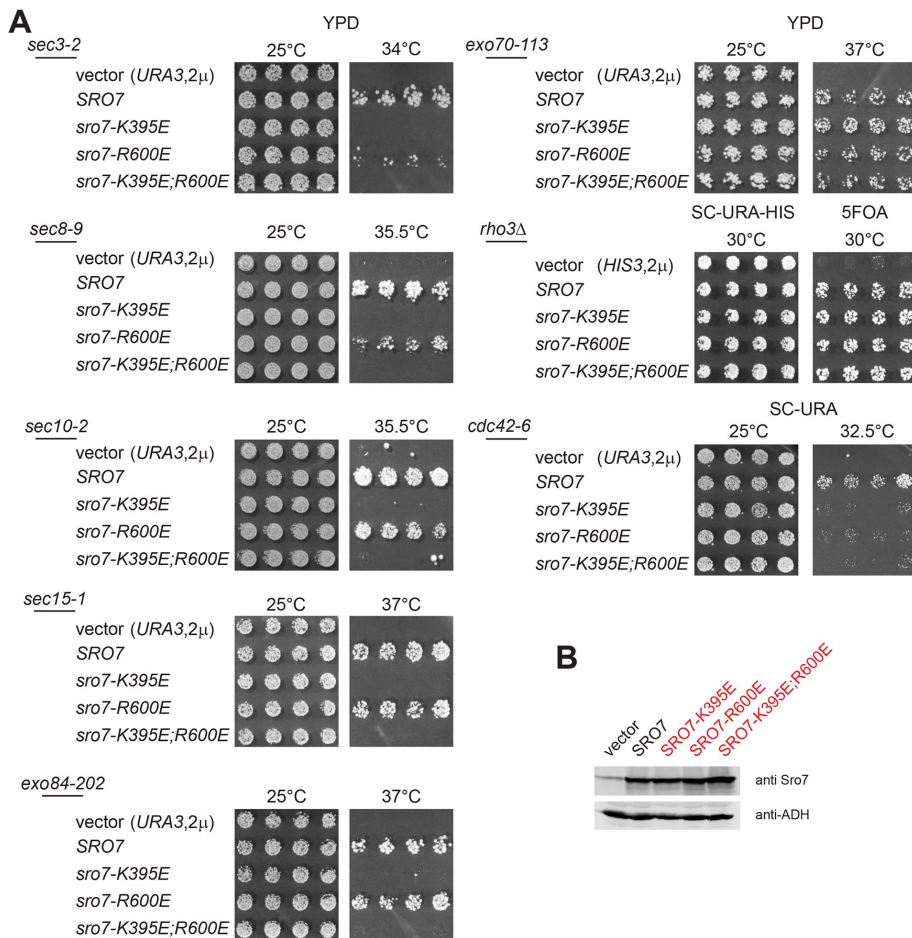 A
YPD
sec3-2
25°C 34°C
vector (URA3,2μ)
SRO7
sro7-K395E
sro7-R600E
sro7-K395E;R600E
sec8-9
25°C 35.5°C
vector (URA3,2μ)
SRO7
sro7-K395E
sro7-R600E
sro7-K395E;R600E
sec10-2
25°C 35.5°C
vector (URA3,2μ)
SRO7
sro7-K395E
sro7-R600E
sro7-K395E;R600E
sec15-1
25°C 37°C
vector (URA3,2μ)
SRO7
sro7-K395E
sro7-R600E
sro7-K395E;R600E
exo84-202
25°C 37°C
vector (URA3,2μ)
SRO7
sro7-K395E
sro7-R600E
sro7-K395E;R600E
YPD
exo70-113
25°C 37°C
vector (URA3,2μ)
SRO7
sro7-K395E
sro7-R600E
sro7-K395E;R600E
SC-URA-HIS 5FOA
rho3Δ
30°C 30°C
vector (HIS3,2μ)
SRO7
sro7-K395E
sro7-R600E
sro7-K395E;R600E
SC-URA
cdc42-6
25°C 32.5°C
vector (URA3,2μ)
SRO7
sro7-K395E
sro7-R600E
sro7-K395E;R600E
B
vector
SRO7
SRO7-K395E
SRO7-R600E
SRO7-K395E;R600E
anti Sro7
anti-ADH